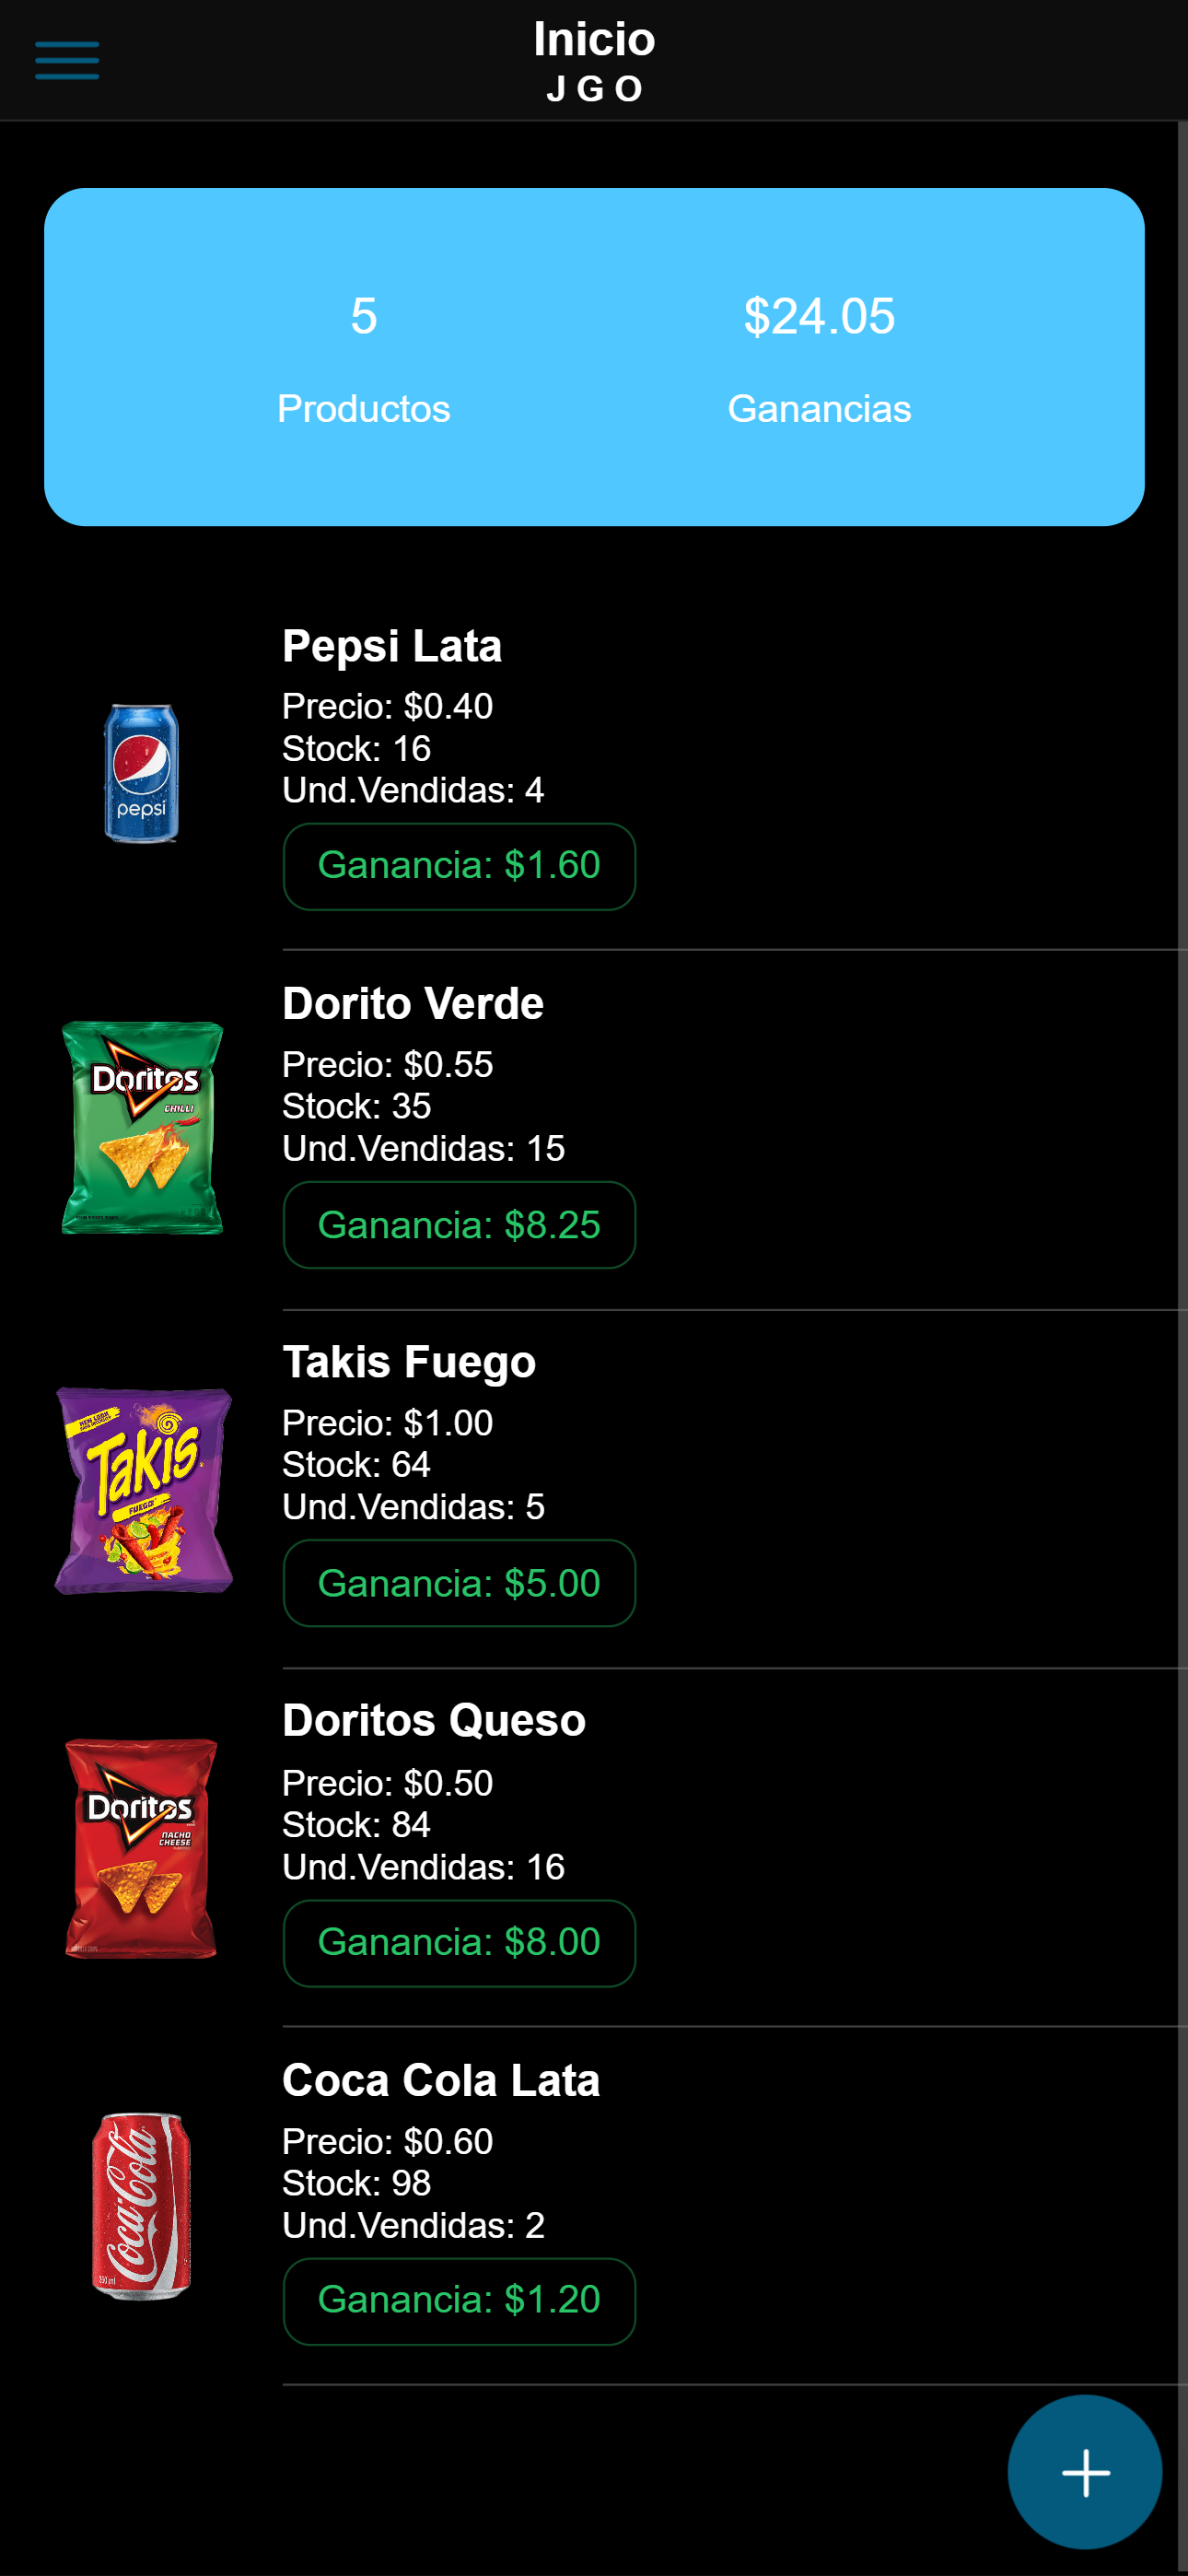 Inicio
J G O
5
$24.05
Productos
Ganancias
Pepsi Lata
Precio: $0.40
Stock: 16
Und.Vendidas: 4
Ganancia: $1.60
pepsi
Dorito Verde
Precio: $0.55
Stock: 35
Und.Vendidas: 15
Ganancia: $8.25
Doritos
CHILLI
Takis Fuego
Precio: $1.00
Stock: 64
Und.Vendidas: 5
Ganancia: $5.00
NEW LOOK
Takis
FUEGO
Doritos Queso
Precio: $0.50
Stock: 84
Und.Vendidas: 16
Ganancia: $8.00
Doritos
NACHO
CHEESE
Coca Cola Lata
Precio: $0.60
Stock: 98
Und.Vendidas: 2
Ganancia: $1.20
Coca-Cola